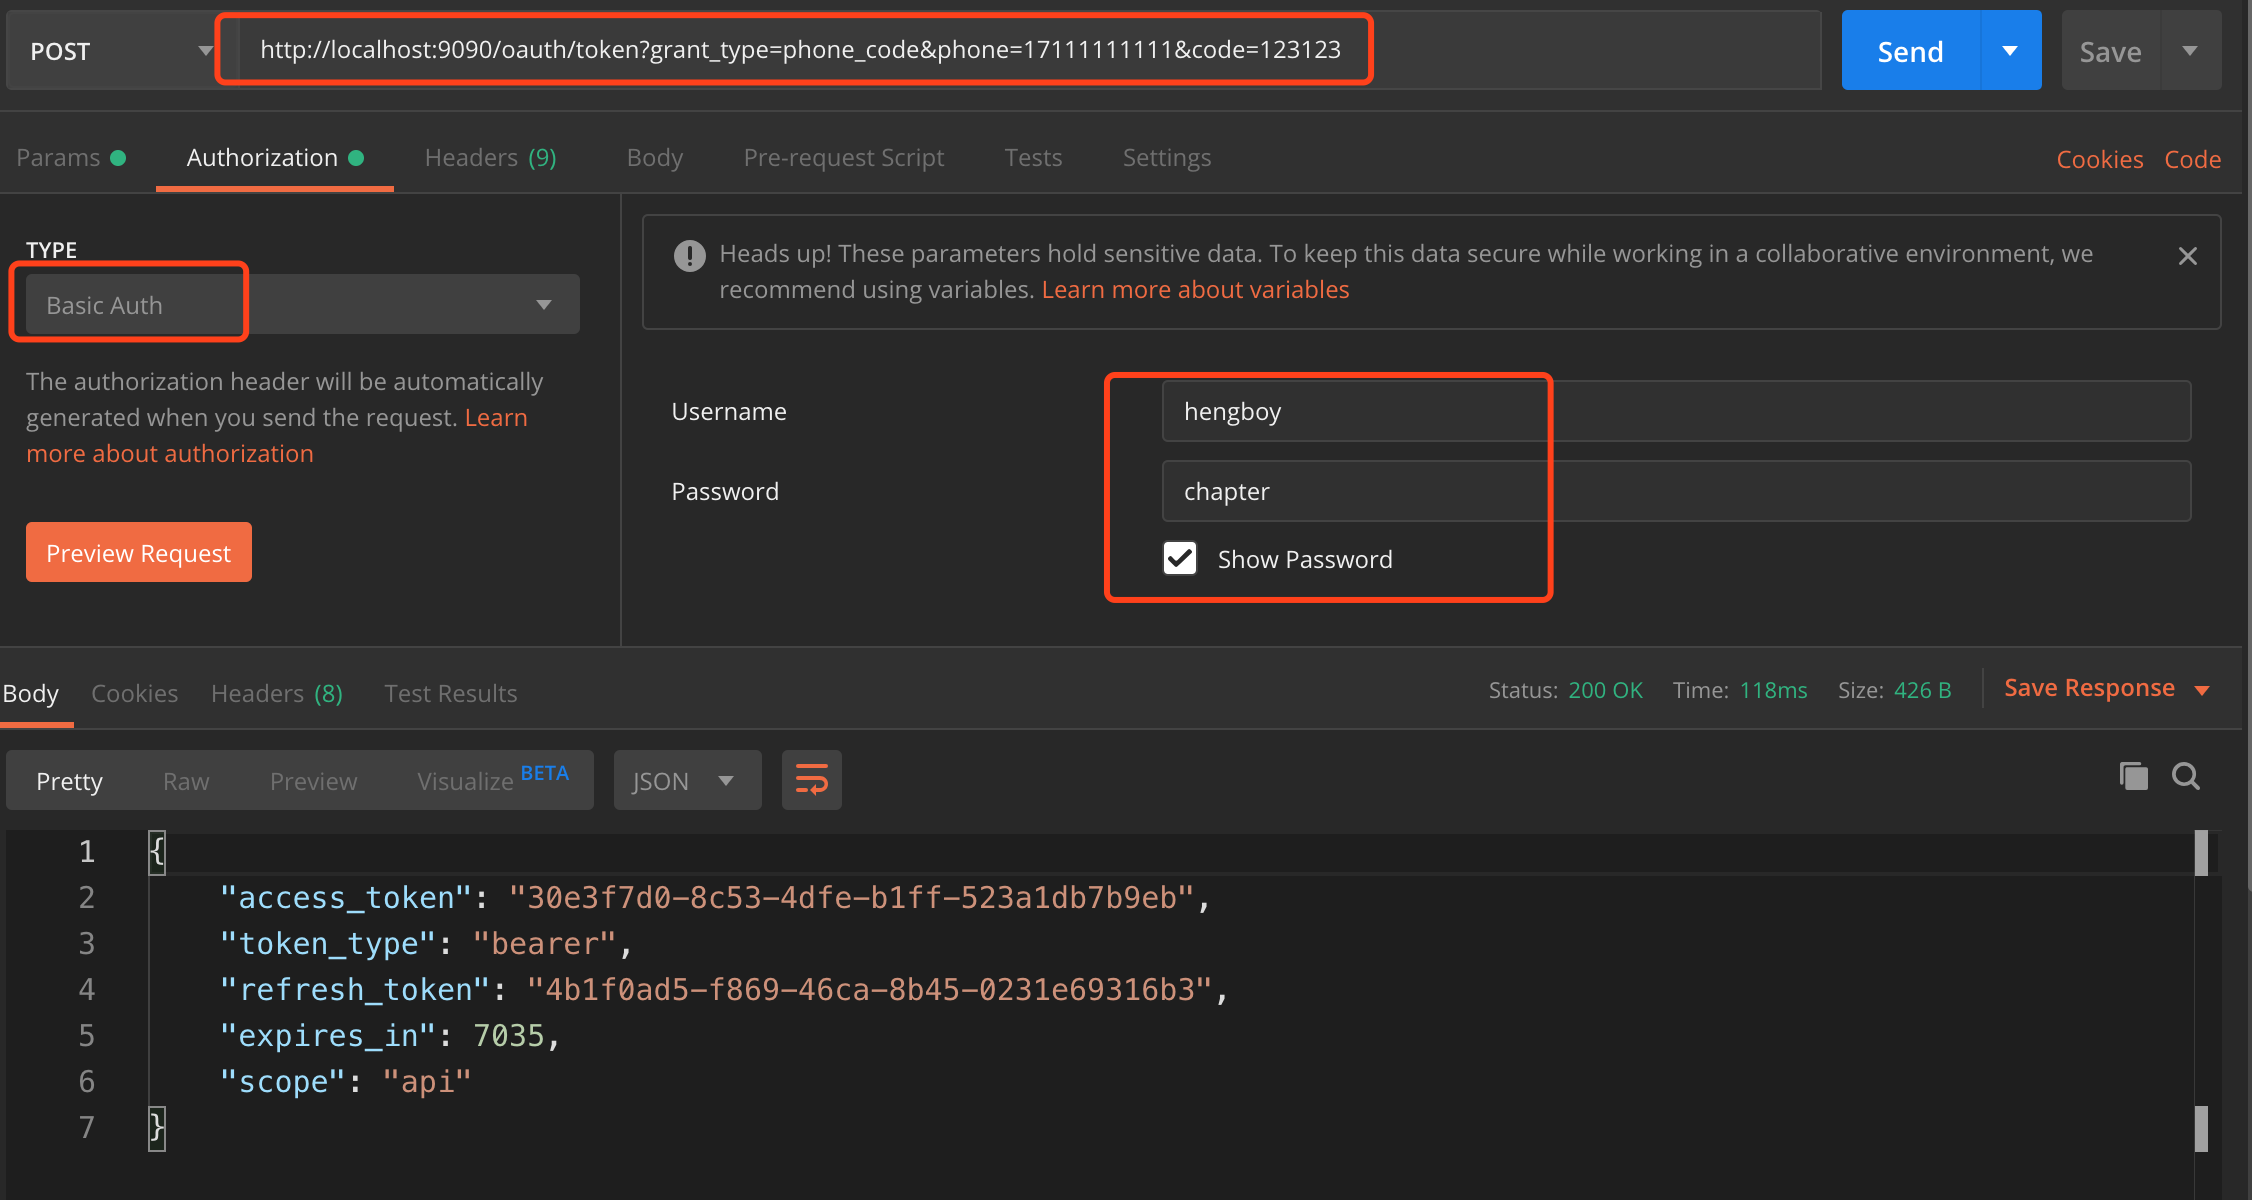 POST
http://localhost:9090/oauth/token?grant_type=phone_code&phone=17111111111&code=123123
Send
Save
Params
Authorization
Headers (9)
Body
Pre-request Script
Tests
Settings
Cookies
Code
TYPE
Basic Auth
The authorization header will be automatically
generated when you send the request. Learn
more about authorization
Preview Request
Heads up! These parameters hold sensitive data. To keep this data secure while working in a collaborative environment, we
recommend using variables. Learn more about variables
Username
hengboy
Password
chapter
Show Password
Body
Cookies
Headers (8)
Test Results
Status: 200 OK
Time: 118ms
Size: 426 B
Save Response
Pretty
Raw
Preview
Visualize BETA
JSON
1 {
2 "access_token": "30e3f7d0-8c53-4dfe-b1ff-523a1db7b9eb",
3 "token_type": "bearer",
4 "refresh_token": "4b1f0ad5-f869-46ca-8b45-0231e69316b3",
5 "expires_in": 7035,
6 "scope": "api"
7 }